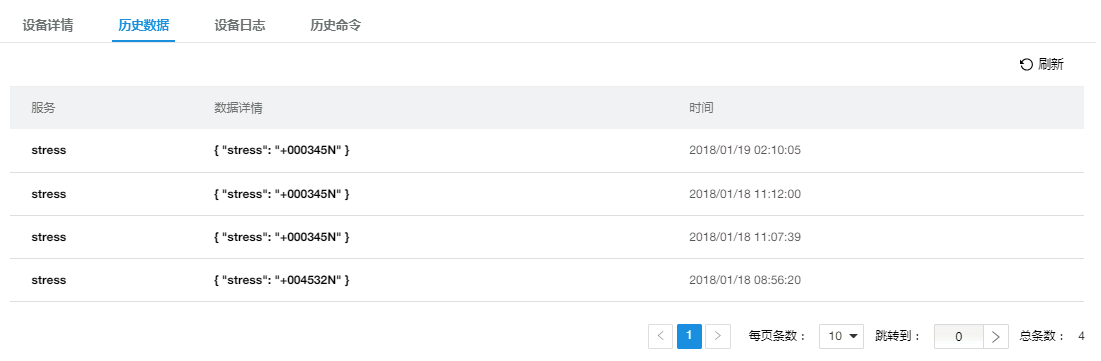 设备详情 历史数据 设备日志 历史命令
刷新
服务 数据详情 时间
stress { "stress": "+000345N" } 2018/01/19 02:10:05
stress { "stress": "+000345N" } 2018/01/18 11:12:00
stress { "stress": "+000345N" } 2018/01/18 11:07:39
stress { "stress": "+004532N" } 2018/01/18 08:56:20
< 1 > 每页条数： 10 跳转到： 0 > 总条数： 4